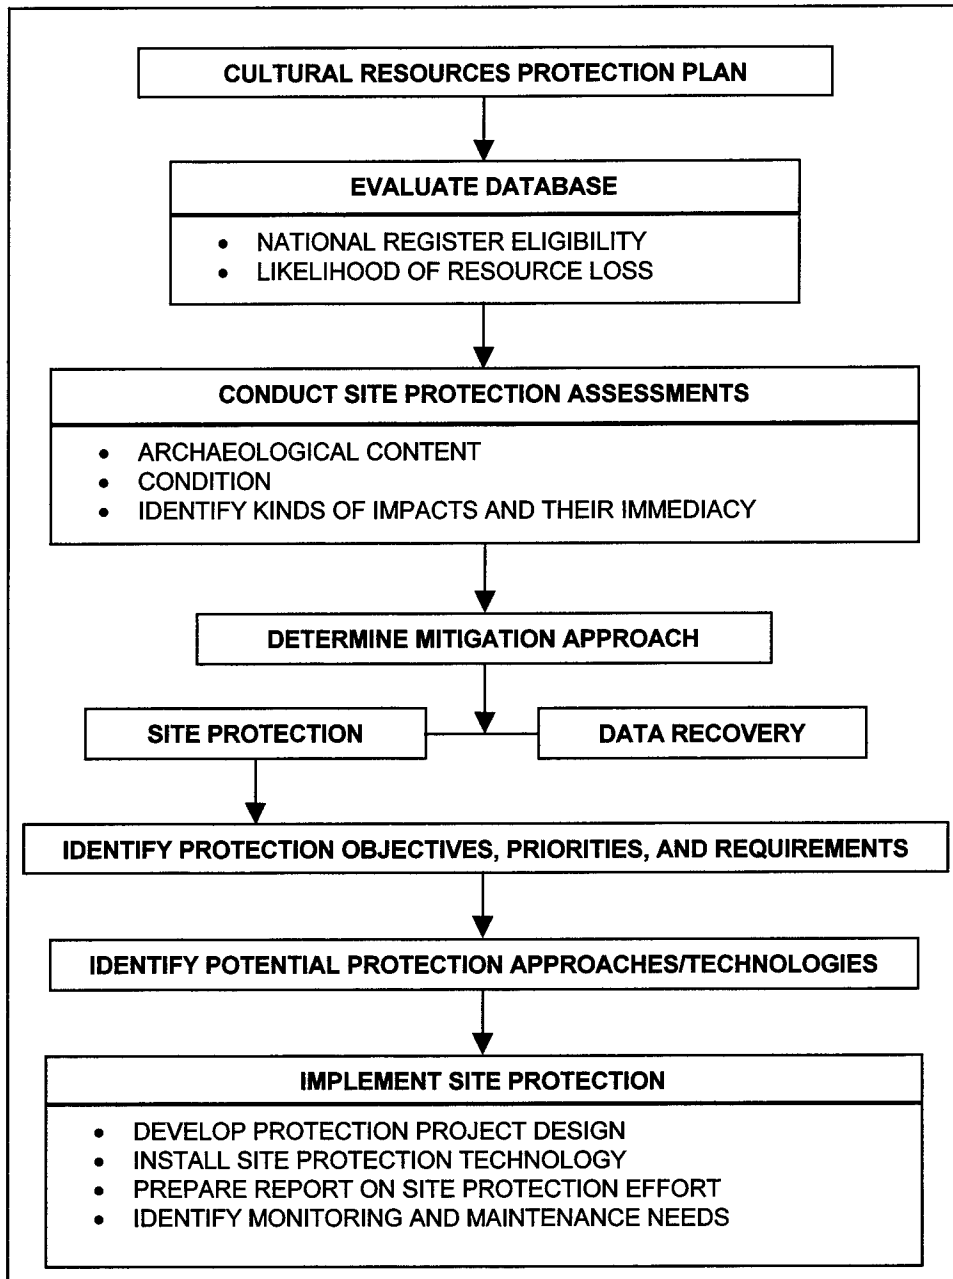 CULTURAL RESOURCES PROTECTION PLAN
EVALUATE DATABASE
• NATIONAL REGISTER ELIGIBILITY
• LIKELIHOOD OF RESOURCE LOSS
CONDUCT SITE PROTECTION ASSESSMENTS
• ARCHAEOLOGICAL CONTENT
• CONDITION
• IDENTIFY KINDS OF IMPACTS AND THEIR IMMEDIACY
DETERMINE MITIGATION APPROACH
SITE PROTECTION
DATA RECOVERY
IDENTIFY PROTECTION OBJECTIVES, PRIORITIES, AND REQUIREMENTS
IDENTIFY POTENTIAL PROTECTION APPROACHES/TECHNOLOGIES
IMPLEMENT SITE PROTECTION
• DEVELOP PROTECTION PROJECT DESIGN
• INSTALL SITE PROTECTION TECHNOLOGY
• PREPARE REPORT ON SITE PROTECTION EFFORT
• IDENTIFY MONITORING AND MAINTENANCE NEEDS